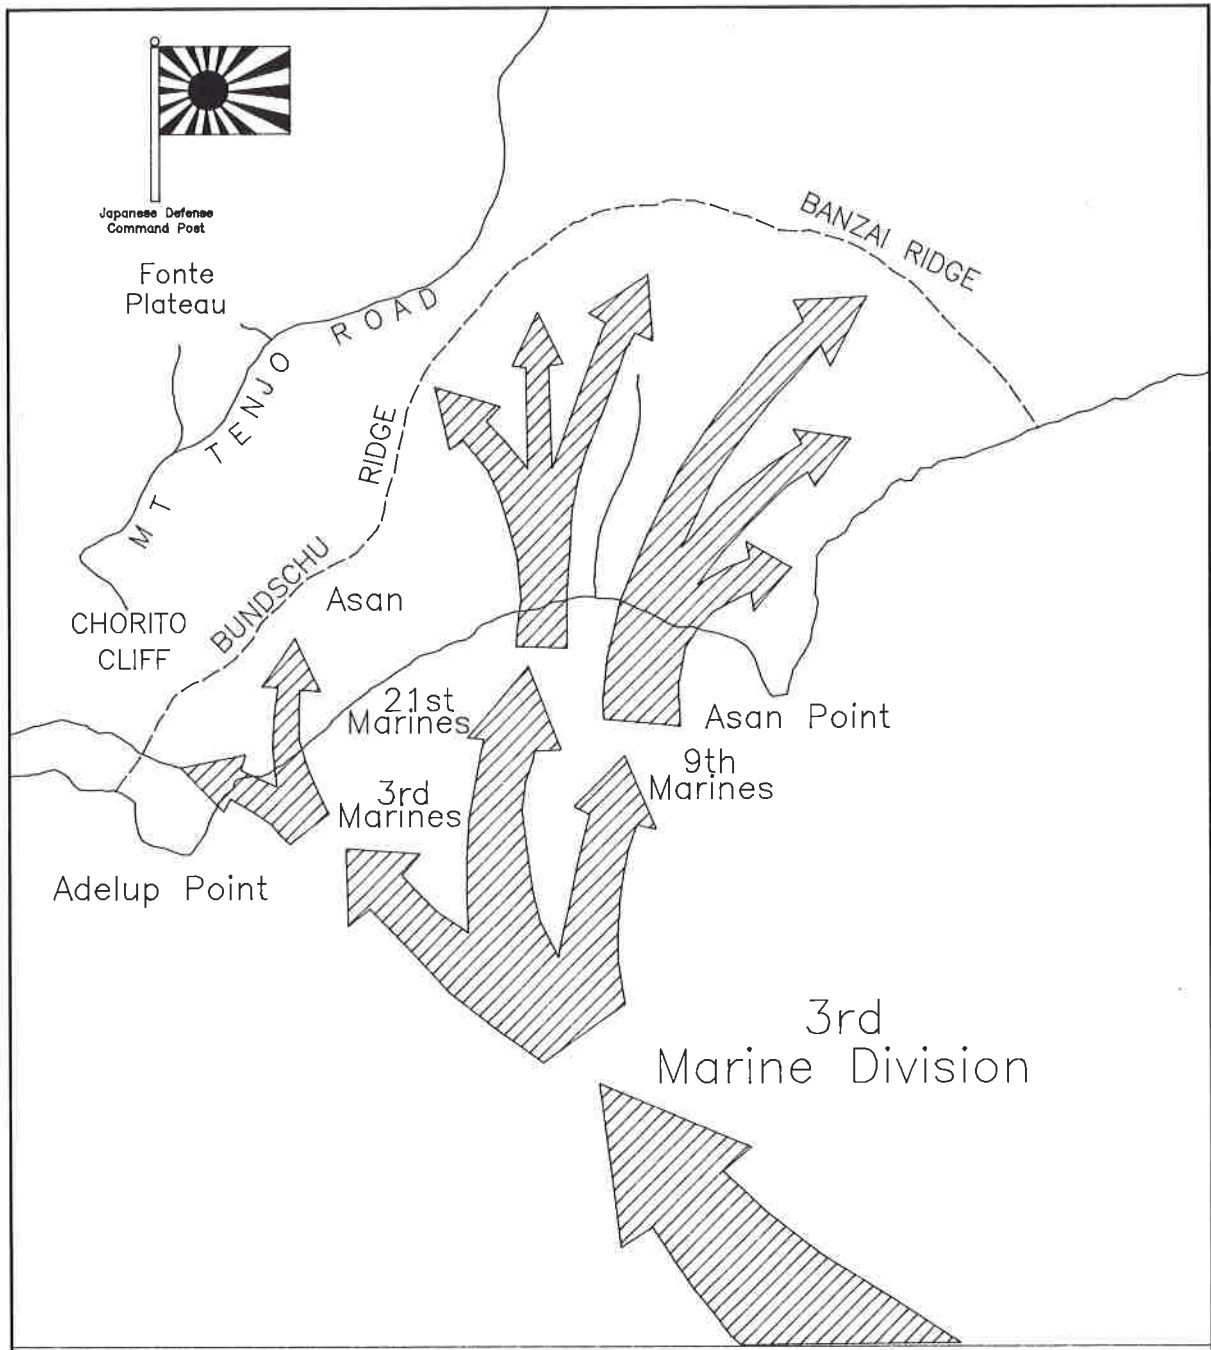 Japanese Defense
Command Post
Fonte
Plateau
MT TENJO ROAD
BANZAI RIDGE
BUNDSCHU RIDGE
CHORITO
CLIFF
Asan
21st
Marines
Asan Point
9th
Marines
3rd
Marines
Adelup Point
3rd
Marine Division